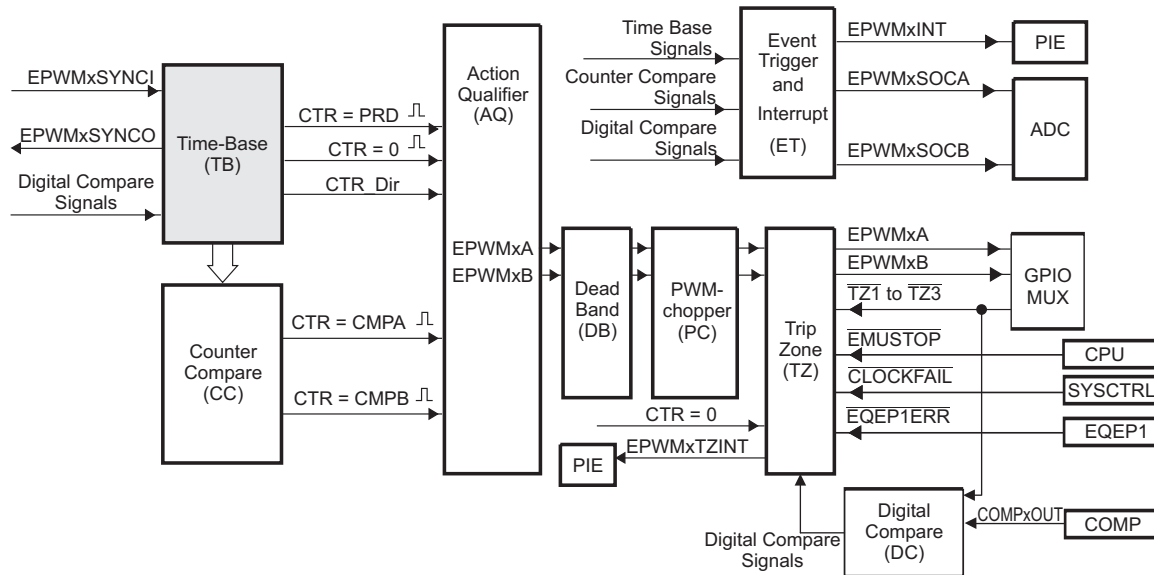 EPWMxSYNCI
EPWMxSYNCO
Digital Compare
Signals
Time-Base
(TB)
CTR = PRD
CTR = 0
CTR_Dir
Counter
Compare
(CC)
CTR = CMPA
CTR = CMPB
Action
Qualifier
(AQ)
EPWMxA
EPWMxB
Time Base
Signals
Counter Compare
Signals
Digital Compare
Signals
Event
Trigger
and
Interrupt
(ET)
EPWMxINT
EPWMxSOCA
EPWMxSOCB
PIE
ADC
Dead
Band
(DB)
PWM-
chopper
(PC)
CTR = 0
EPWMxTZINT
PIE
Trip
Zone
(TZ)
EPWMxA
EPWMxB
TZ1 to TZ3
EMUSTOP
CLOCKFAIL
EQEP1ERR
GPIO
MUX
CPU
SYSCTRL
EQEP1
Digital Compare
Signals
Digital
Compare
(DC)
COMPxOUT
COMP